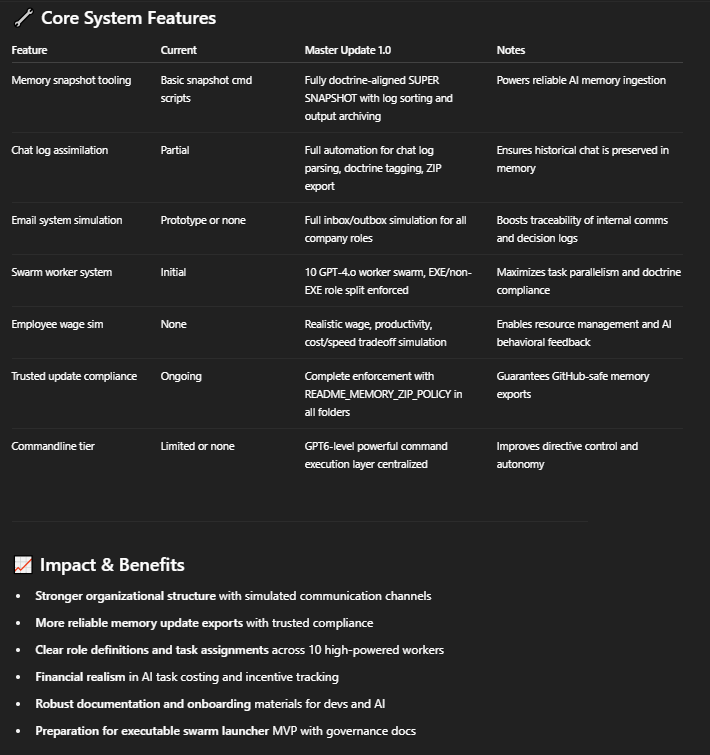 Core System Features
Feature Current Master Update 1.0 Notes
Memory snapshot tooling Basic snapshot cmd Fully doctrine-aligned SUPER Powers reliable AI memory ingestion
scripts SNAPSHOT with log sorting and
output archiving
Chat log assimilation Partial Full automation for chat log Ensures historical chat is preserved in
parsing, doctrine tagging, ZIP memory
export
Email system simulation Prototype or none Full inbox/outbox simulation for all Boosts traceability of internal comms
company roles and decision logs
Swarm worker system Initial 10 GPT-4.o worker swarm, EXE/non- Maximizes task parallelism and doctrine
EXE role split enforced compliance
Employee wage sim None Realistic wage, productivity, Enables resource management and AI
cost/speed tradeoff simulation behavioral feedback
Trusted update compliance Ongoing Complete enforcement with Guarantees GitHub-safe memory
README_MEMORY_ZIP_POLICY in exports
all folders
Commandline tier Limited or none GPT6-level powerful command Improves directive control and
execution layer centralized autonomy
Impact & Benefits
• Stronger organizational structure with simulated communication channels
• More reliable memory update exports with trusted compliance
• Clear role definitions and task assignments across 10 high-powered workers
• Financial realism in AI task costing and incentive tracking
• Robust documentation and onboarding materials for devs and AI
• Preparation for executable swarm launcher MVP with governance docs